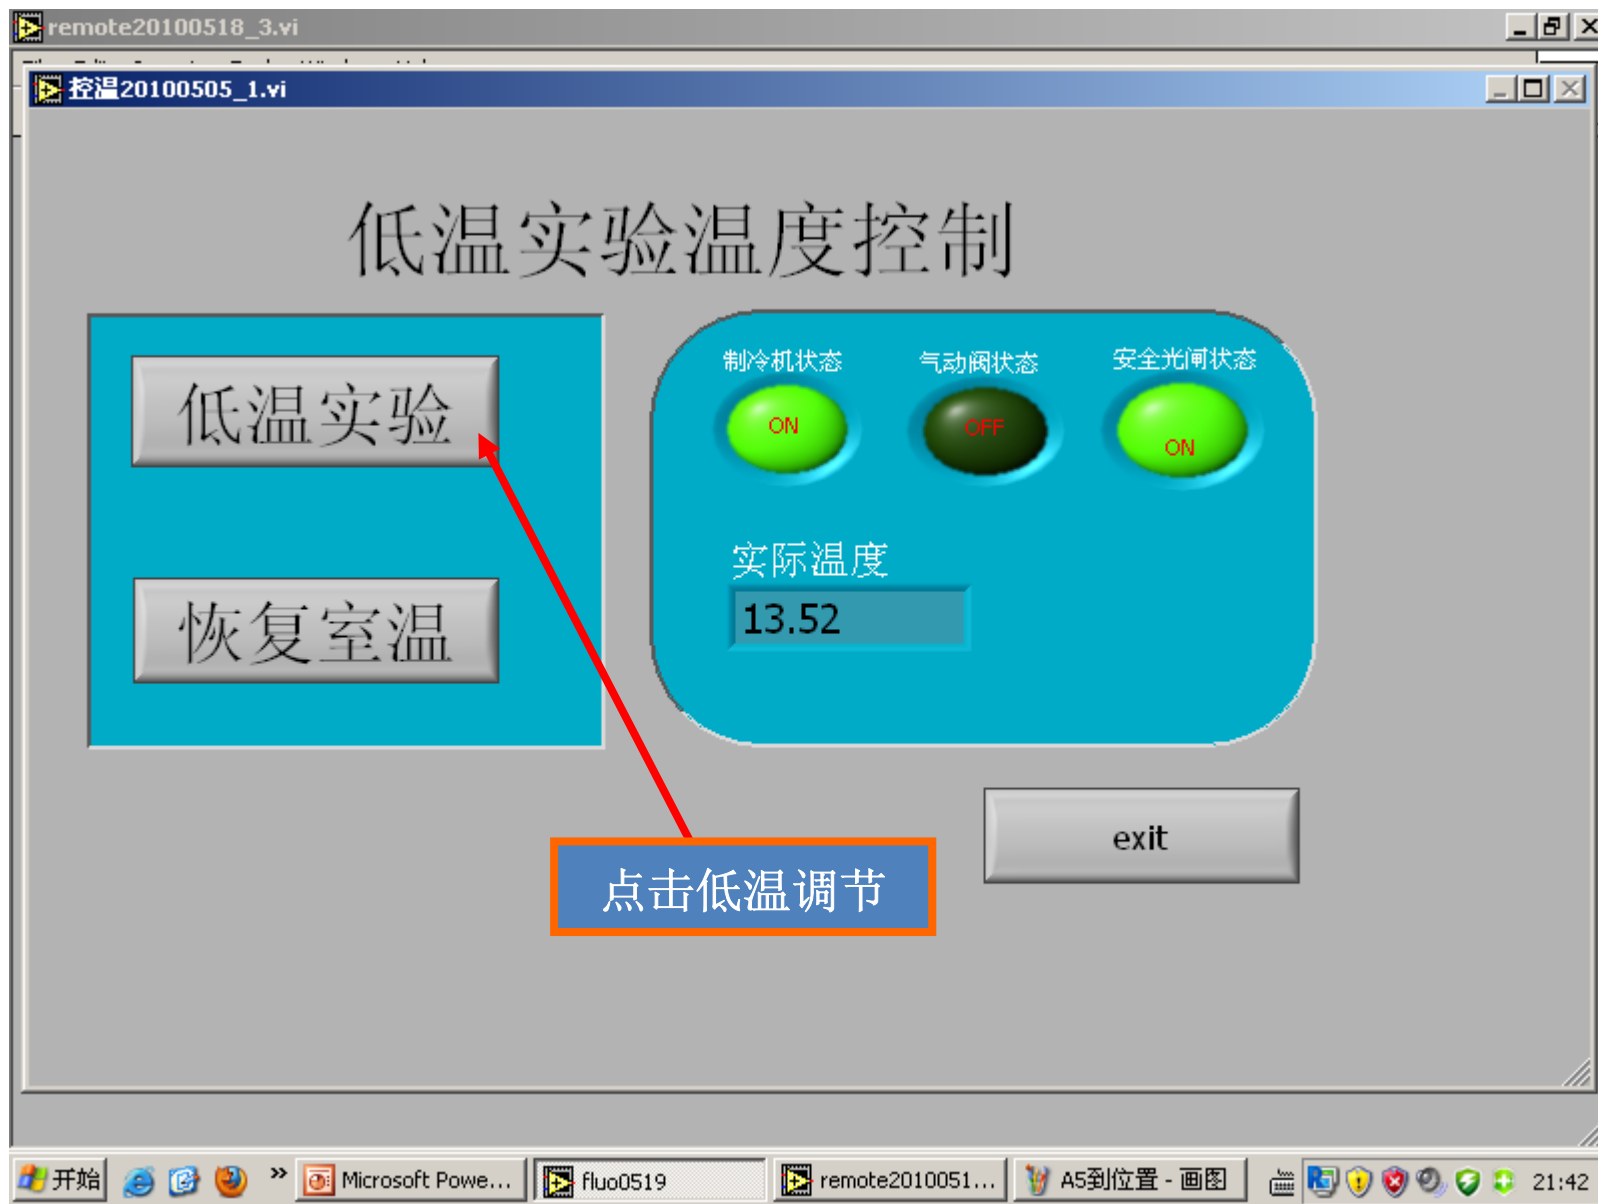 remote20100518_3.vi
控温20100505_1.vi
低温实验温度控制
低温实验
恢复室温
制冷机状态
气动阀状态
安全光闸状态
ON
OFF
ON
实际温度
13.52
exit
点击低温调节
开始
»
Microsoft Powe...
fluo0519
remote2010051...
A5到位置 - 画图
21:42